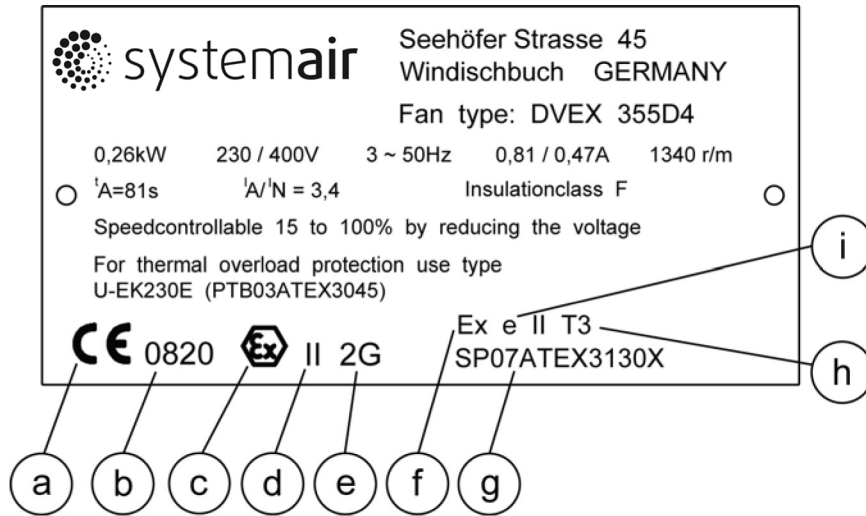 systemair
Seehöfer Strasse 45
Windischbuch GERMANY
Fan type: DVEX 355D4
0,26kW 230 / 400V 3 ~ 50Hz 0,81 / 0,47A 1340 r/m
tA=81s IA/IN = 3,4 Insulationclass F
Speedcontrollable 15 to 100% by reducing the voltage
For thermal overload protection use type
U-EK230E (PTB03ATEX3045)
i
Ex e II T3
CE 0820 Ex II 2G SP07ATEX3130X
h
a b c d e f g